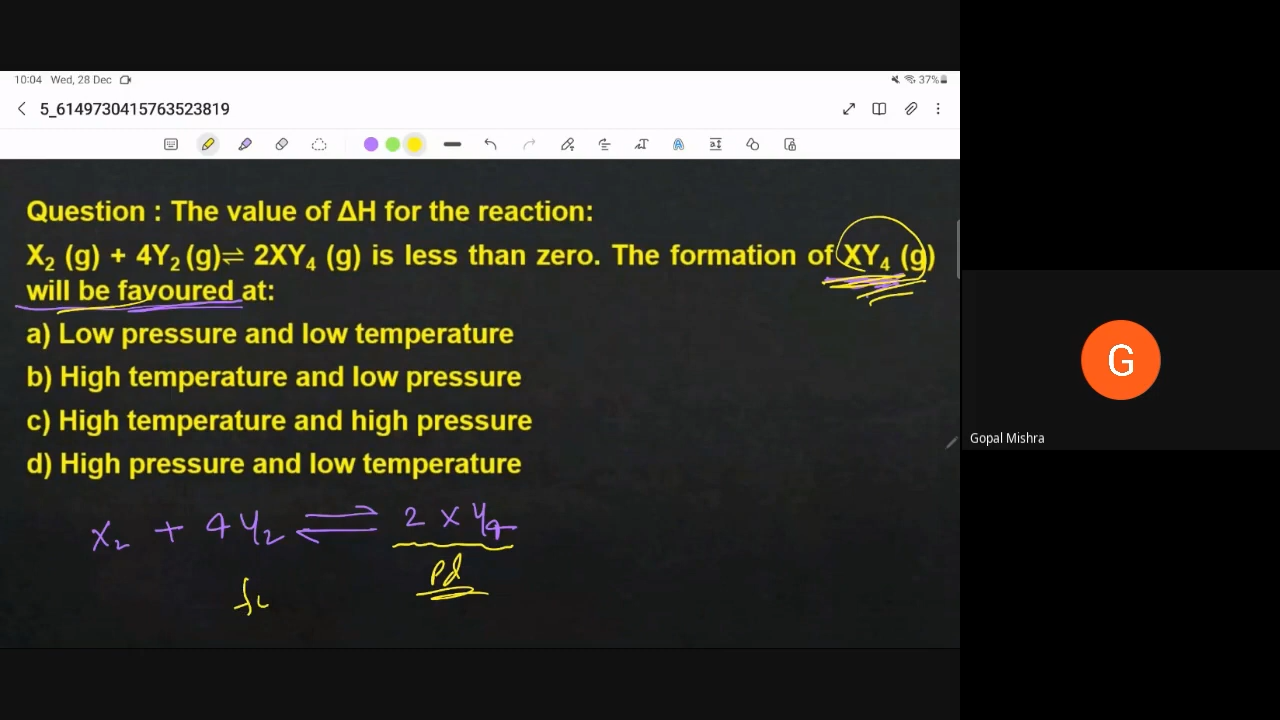 10:04 Wed, 28 Dec 37%
5_6149730415763523819
Question : The value of ΔH for the reaction:
X₂ (g) + 4Y₂ (g)⇌ 2XY₄ (g) is less than zero. The formation of XY₄ (g)
will be favoured at:
a) Low pressure and low temperature
b) High temperature and low pressure
c) High temperature and high pressure
d) High pressure and low temperature
X₂ + 4Y₂ ⇌ 2XY₄
Pd
G
Gopal Mishra